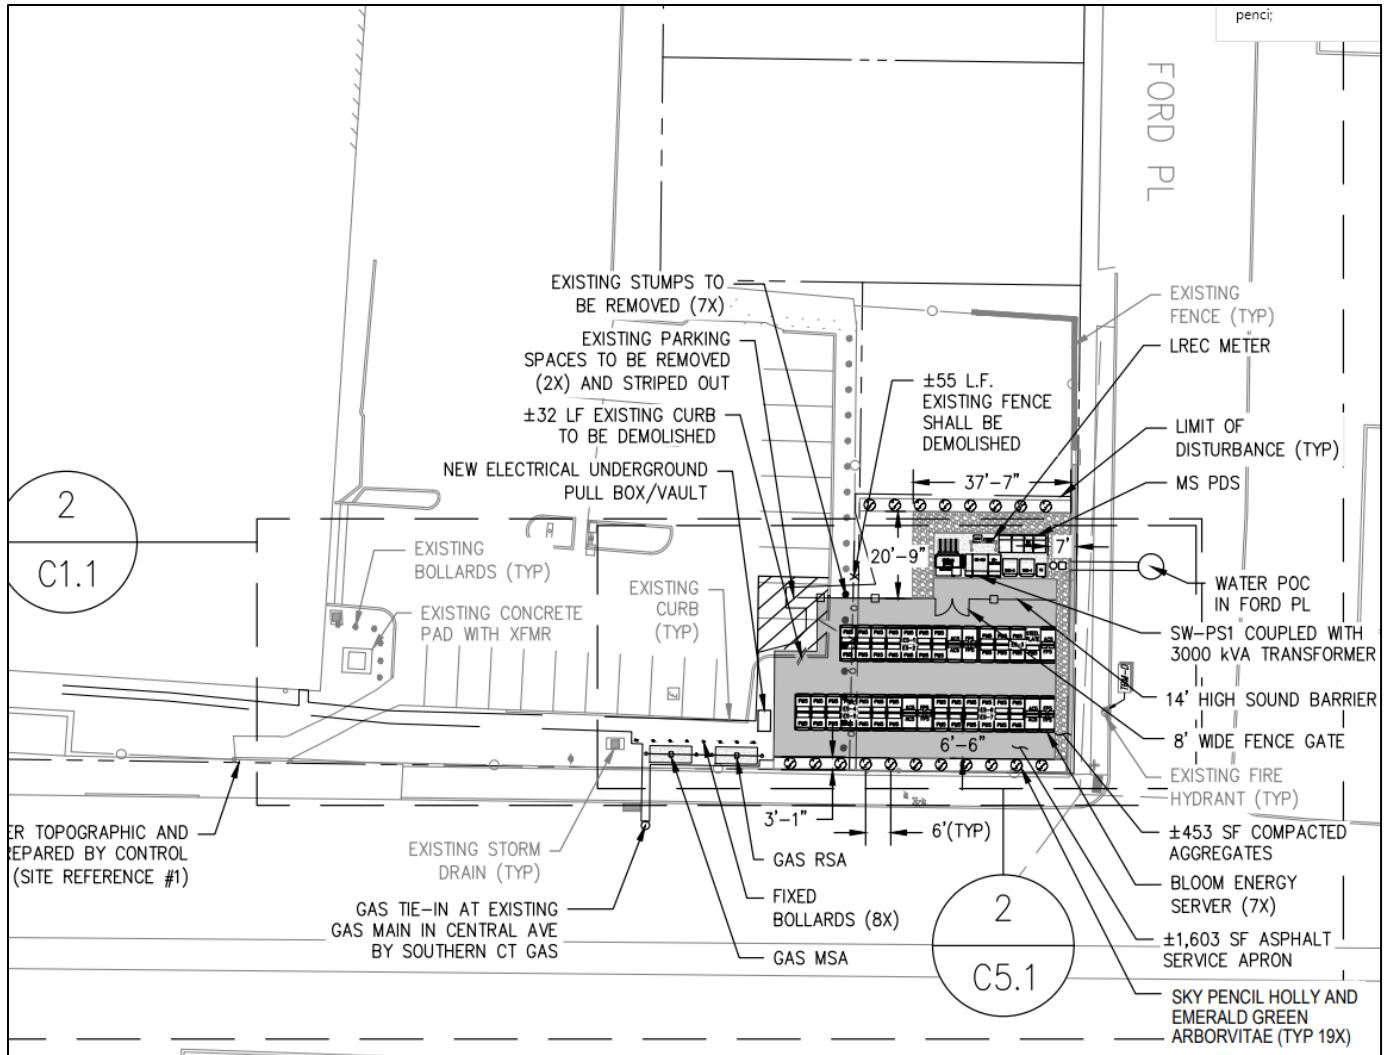 penci;
FORD PL
EXISTING STUMPS TO
BE REMOVED (7X)
EXISTING PARKING
SPACES TO BE REMOVED
(2X) AND STRIPED OUT
±32 LF EXISTING CURB
TO BE DEMOLISHED
NEW ELECTRICAL UNDERGROUND
PULL BOX/VAULT
±55 L.F.
EXISTING FENCE
SHALL BE
DEMOLISHED
EXISTING
FENCE (TYP)
LREC METER
LIMIT OF
DISTURBANCE (TYP)
MS PDS
37'-7"
20'-9"
7'
2
C1.1
EXISTING
BOLLARDS (TYP)
EXISTING CONCRETE
PAD WITH XFMR
EXISTING
CURB
(TYP)
WATER POC
IN FORD PL
SW-PS1 COUPLED WITH
3000 kVA TRANSFORMER
14' HIGH SOUND BARRIER
8' WIDE FENCE GATE
EXISTING FIRE
HYDRANT (TYP)
±453 SF COMPACTED
AGGREGATES
BLOOM ENERGY
SERVER (7X)
±1,603 SF ASPHALT
SERVICE APRON
SKY PENCIL HOLLY AND
EMERALD GREEN
ARBORVITAE (TYP 19X)
6'-6"
3'-1"
6'(TYP)
ER TOPOGRAPHIC AND
REPARED BY CONTROL
(SITE REFERENCE #1)
EXISTING STORM
DRAIN (TYP)
GAS TIE-IN AT EXISTING
GAS MAIN IN CENTRAL AVE
BY SOUTHERN CT GAS
GAS RSA
FIXED
BOLLARDS (8X)
GAS MSA
2
C5.1